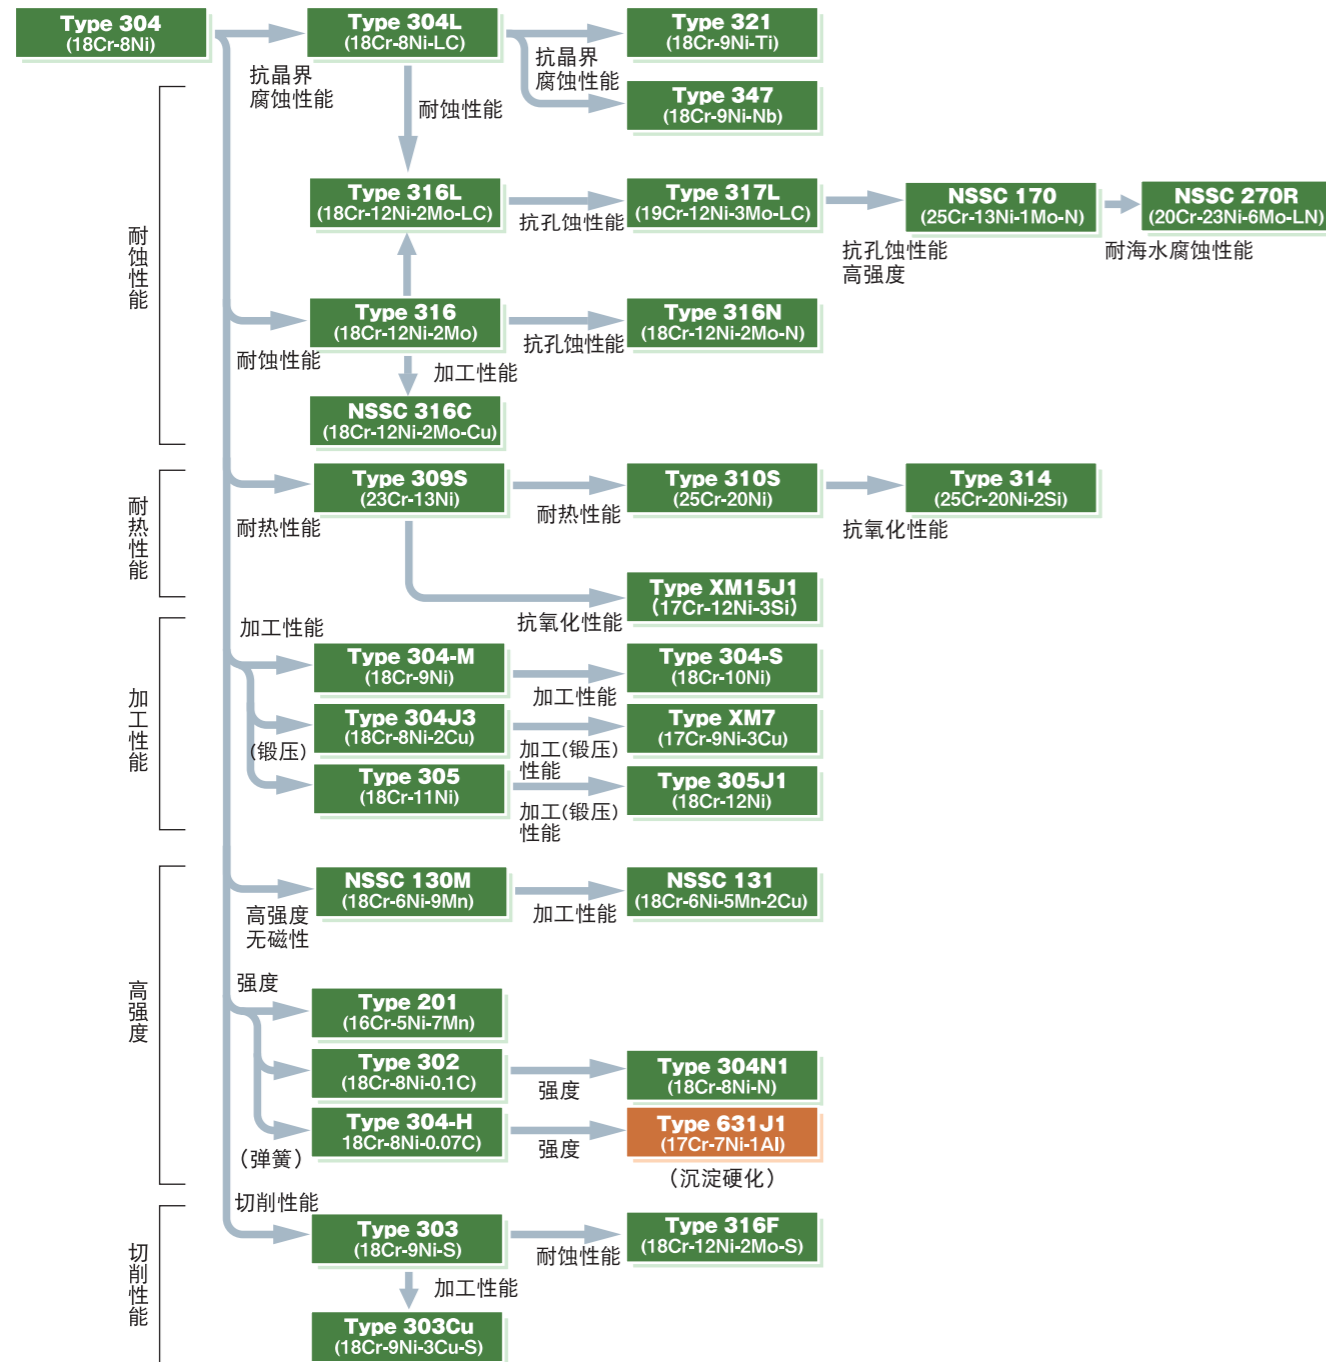 Type 304
(18Cr-8Ni)
Type 304L
(18Cr-8Ni-LC)
Type 321
(18Cr-9Ni-Ti)
抗晶界
腐蚀性能
抗晶界
腐蚀性能
Type 347
(18Cr-9Ni-Nb)
耐蚀性能
耐蚀性能
Type 316L
(18Cr-12Ni-2Mo-LC)
抗孔蚀性能
Type 317L
(19Cr-12Ni-3Mo-LC)
抗孔蚀性能
高强度
NSSC 170
(25Cr-13Ni-1Mo-N)
耐海水腐蚀性能
NSSC 270R
(20Cr-23Ni-6Mo-LN)
耐蚀性能
Type 316
(18Cr-12Ni-2Mo)
抗孔蚀性能
Type 316N
(18Cr-12Ni-2Mo-N)
加工性能
NSSC 316C
(18Cr-12Ni-2Mo-Cu)
耐热性能
耐热性能
Type 309S
(23Cr-13Ni)
耐热性能
Type 310S
(25Cr-20Ni)
抗氧化性能
Type 314
(25Cr-20Ni-2Si)
抗氧化性能
Type XM15J1
(17Cr-12Ni-3Si)
加工性能
加工性能
Type 304-M
(18Cr-9Ni)
加工性能
Type 304-S
(18Cr-10Ni)
(锻压)
Type 304J3
(18Cr-8Ni-2Cu)
加工(锻压)
性能
Type XM7
(17Cr-9Ni-3Cu)
Type 305
(18Cr-11Ni)
加工(锻压)
性能
Type 305J1
(18Cr-12Ni)
高强度
高强度
无磁性
NSSC 130M
(18Cr-6Ni-9Mn)
加工性能
NSSC 131
(18Cr-6Ni-5Mn-2Cu)
强度
Type 201
(16Cr-5Ni-7Mn)
Type 302
(18Cr-8Ni-0.1C)
强度
Type 304N1
(18Cr-8Ni-N)
(弹簧)
Type 304-H
18Cr-8Ni-0.07C)
强度
Type 631J1
(17Cr-7Ni-1Al)
(沉淀硬化)
切削性能
切削性能
Type 303
(18Cr-9Ni-S)
耐蚀性能
Type 316F
(18Cr-12Ni-2Mo-S)
加工性能
Type 303Cu
(18Cr-9Ni-3Cu-S)